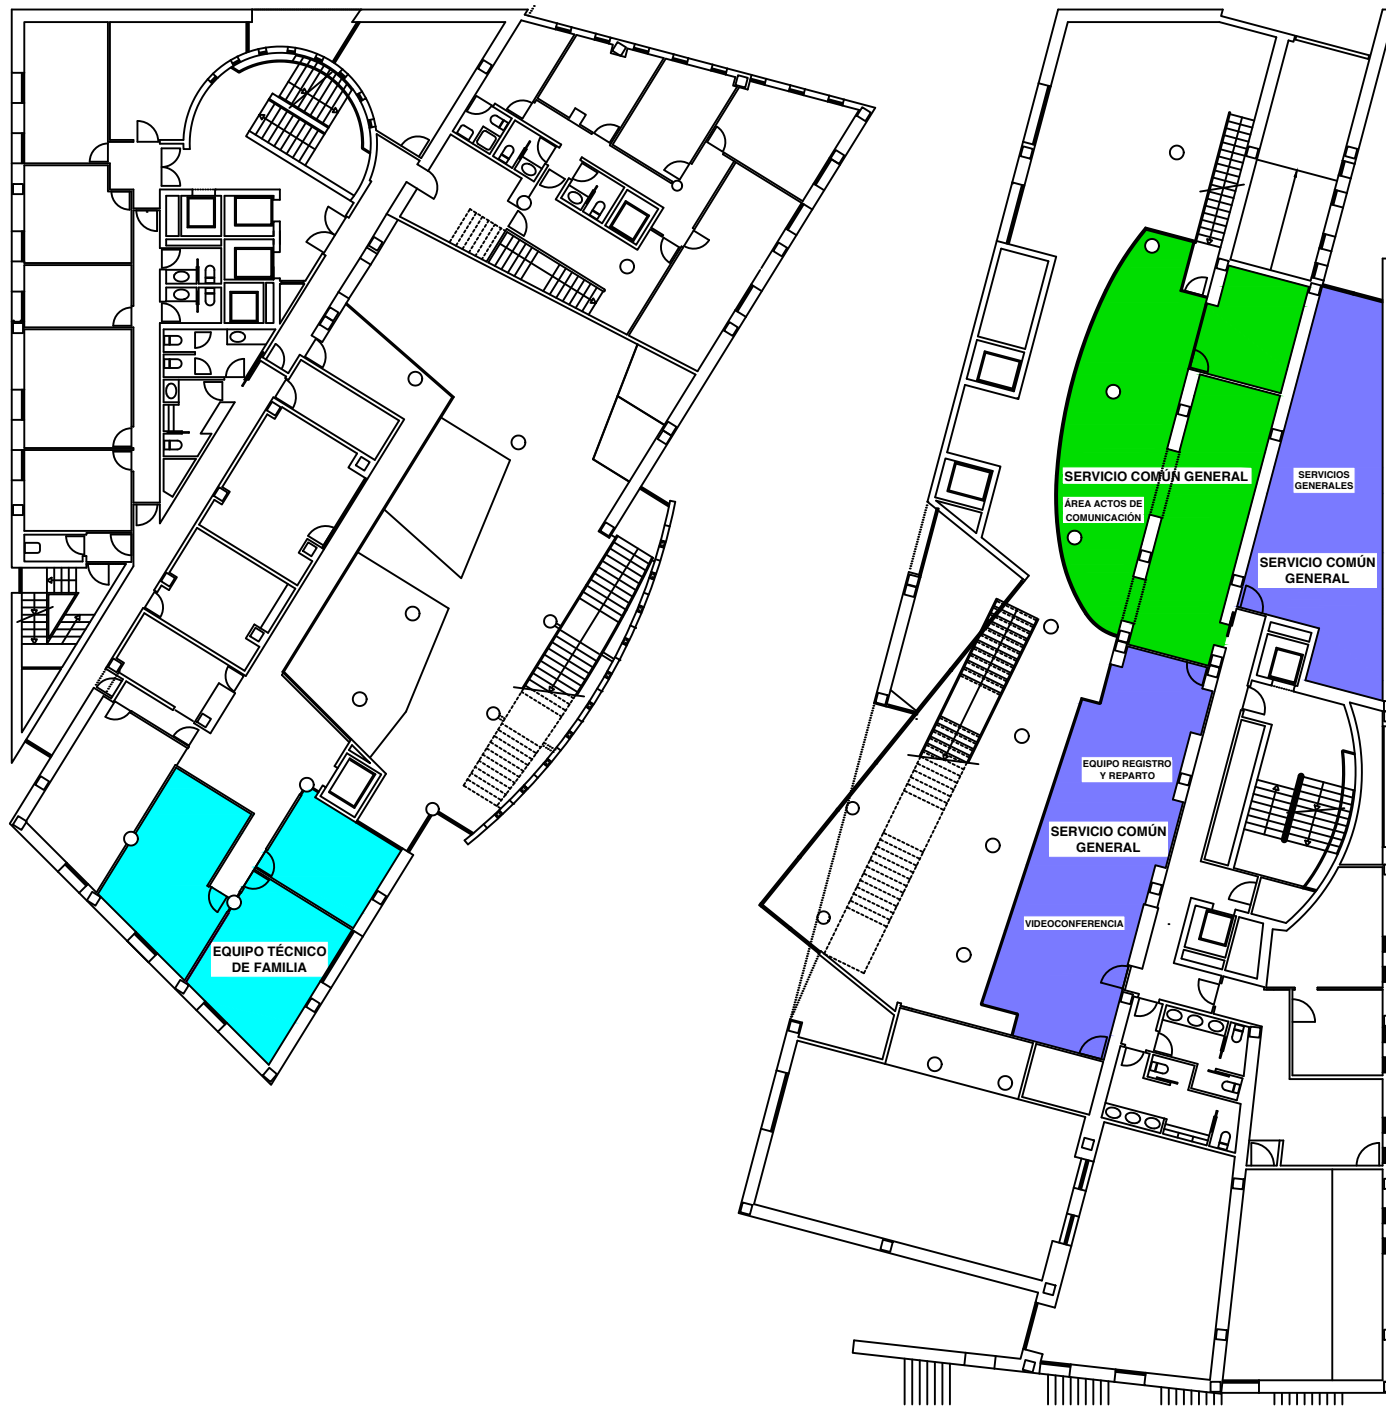 SERVICIO COMÚN GENERAL
ÁREA ACTOS DE
COMUNICACIÓN
SERVICIOS
GENERALES
SERVICIO COMÚN
GENERAL
EQUIPO REGISTRO
Y REPARTO
SERVICIO COMÚN
GENERAL
VIDEOCONFERENCIA
EQUIPO TÉCNICO
DE FAMILIA